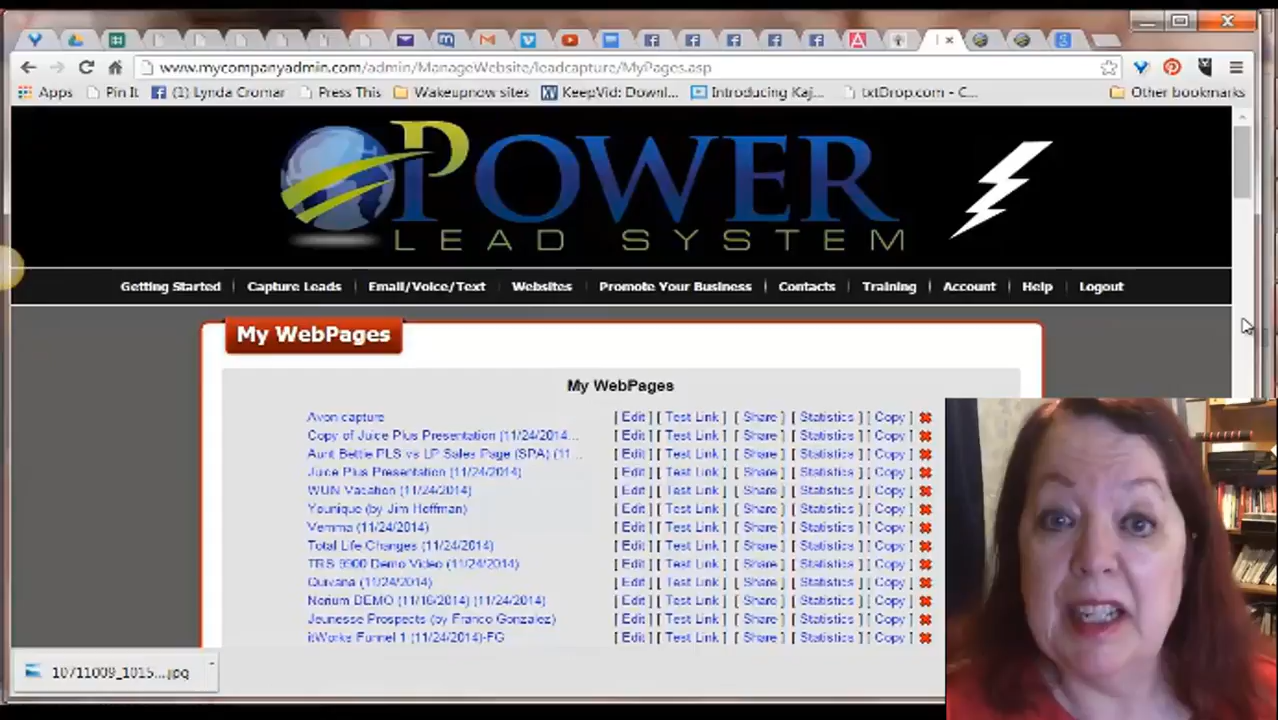 www.mycompanyadmin.com/admin/ManageWebsite/leadcapture/MyPages.asp
Apps Pin It (1) Lynda Cromar Press This Wakeupnow sites KeepVid: Downl... Introducing Kaj... txtDrop.com - C... Other bookmarks
POWER
LEAD SYSTEM
Getting Started Capture Leads Email/Voice/Text Websites Promote Your Business Contacts Training Account Help Logout
My WebPages
My WebPages
Avon capture [ Edit ] [ Test Link ] [ Share ] [ Statistics ] [ Copy ]
Copy of Juice Plus Presentation (11/24/2014... [ Edit ] [ Test Link ] [ Share ] [ Statistics ] [ Copy ]
Aunt Bettie PLS vs LP Sales Page (SPA) (11... [ Edit ] [ Test Link ] [ Share ] [ Statistics ] [ Copy ]
Juice Plus Presentation (11/24/2014) [ Edit ] [ Test Link ] [ Share ] [ Statistics ] [ Copy ]
WUN Vacation (11/24/2014) [ Edit ] [ Test Link ] [ Share ] [ Statistics ] [ Copy ]
Younique (by Jim Hoffman) [ Edit ] [ Test Link ] [ Share ] [ Statistics ] [ Copy ]
Vemma (11/24/2014) [ Edit ] [ Test Link ] [ Share ] [ Statistics ] [ Copy ]
Total Life Changes (11/24/2014) [ Edit ] [ Test Link ] [ Share ] [ Statistics ] [ Copy ]
TRS 9900 Demo Video (11/24/2014) [ Edit ] [ Test Link ] [ Share ] [ Statistics ] [ Copy ]
Quivana (11/24/2014) [ Edit ] [ Test Link ] [ Share ] [ Statistics ] [ Copy ]
Nerium DEMO (11/16/2014) (11/24/2014) [ Edit ] [ Test Link ] [ Share ] [ Statistics ] [ Copy ]
Jeunesse Prospects (by Franco Gonzalez) [ Edit ] [ Test Link ] [ Share ] [ Statistics ] [ Copy ]
itWorks Funnel 1 (11/24/2014)-FG [ Edit ] [ Test Link ] [ Share ] [ Statistics ] [ Copy ]
10711009_1015....jpg